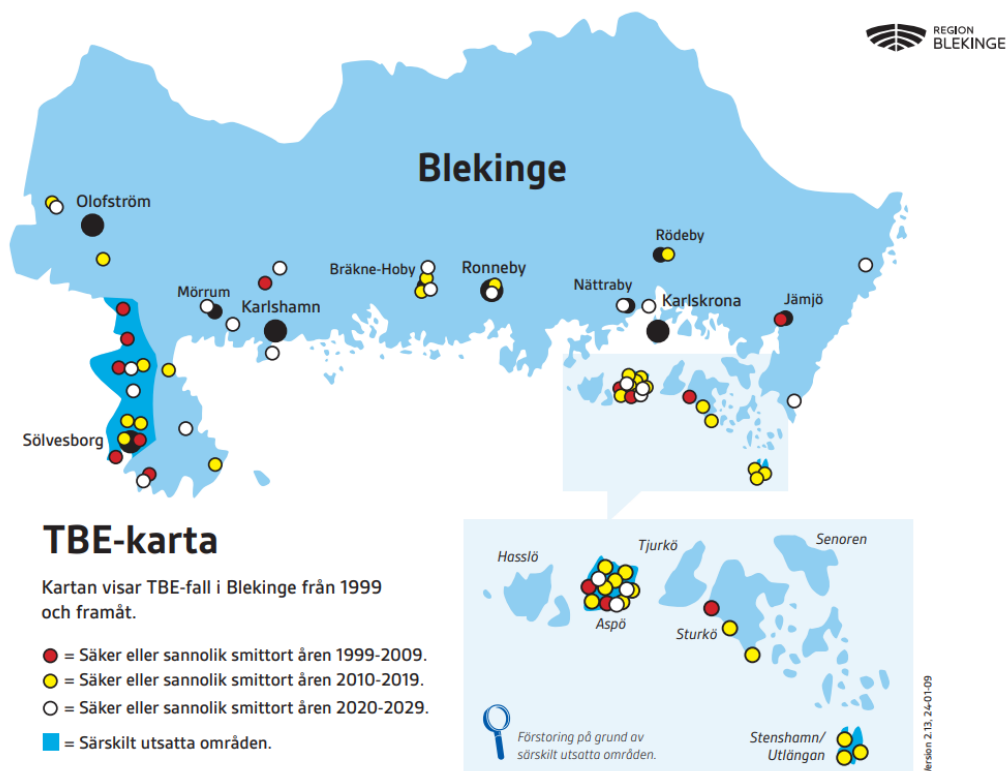 REGION
BLEKINGE
Blekinge
Olofström
Rödeby
Bräkne-Hoby
Ronneby
Mörrum
Karlshamn
Nättraby
Karlskrona
Jämjö
Sölvesborg
TBE-karta
Kartan visar TBE-fall i Blekinge från 1999
och framåt.
= Säker eller sannolik smittort åren 1999-2009.
= Säker eller sannolik smittort åren 2010-2019.
= Säker eller sannolik smittort åren 2020-2029.
= Särskilt utsatta områden.
Hasslö
Tjurkö
Senoren
Aspö
Sturkö
Förstoring på grund av
särskilt utsatta områden.
Stenshamn/
Utlängan
Version 2.13, 24-01-09